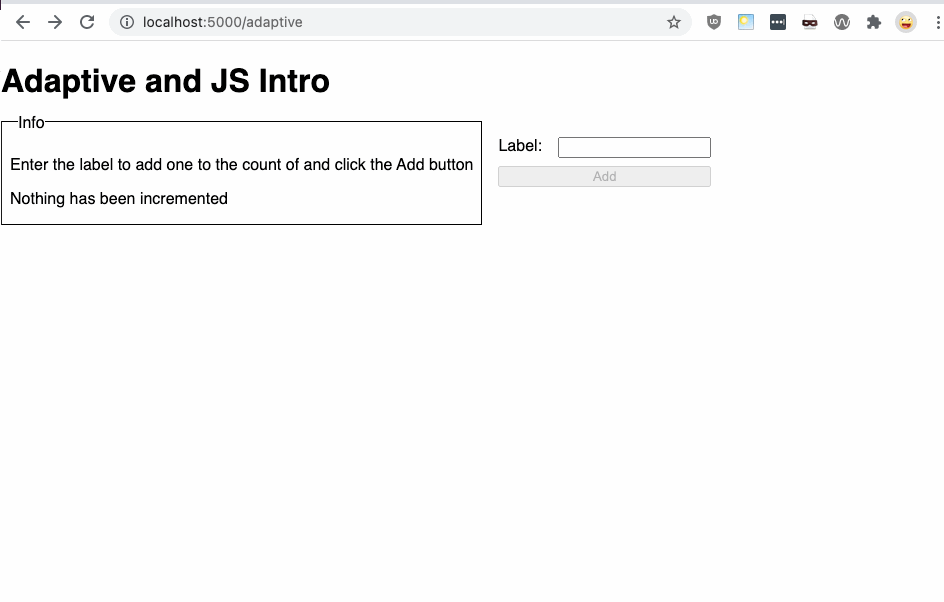 localhost:5000/adaptive
Adaptive and JS Intro
Info
Enter the label to add one to the count of and click the Add button
Nothing has been incremented
Label:
Add